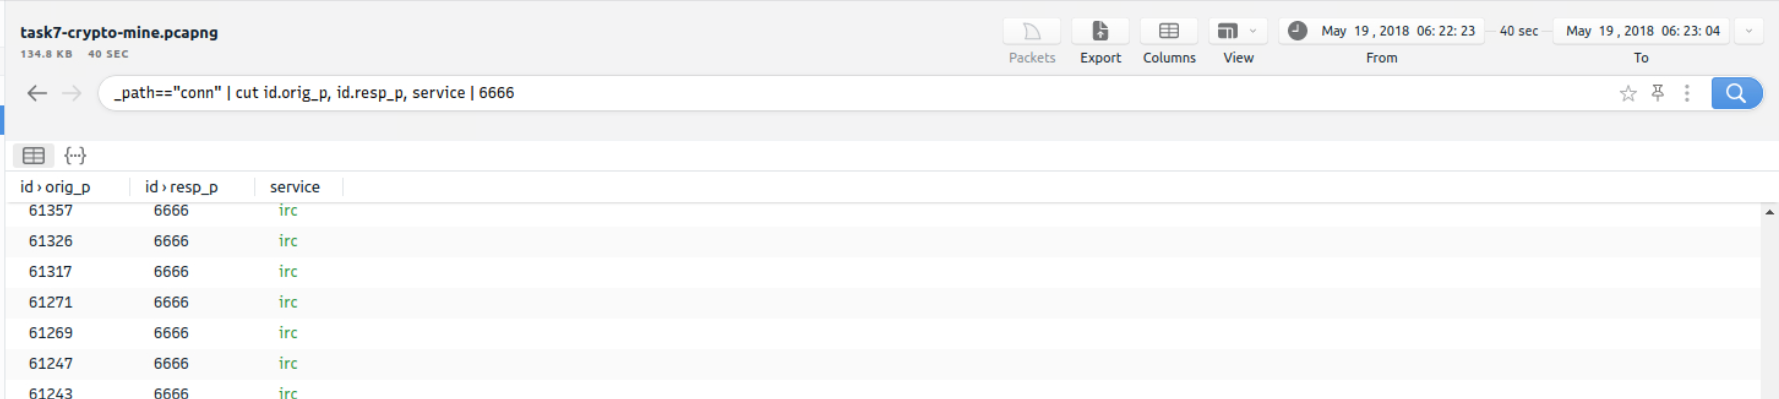 task7-crypto-mine.pcapng
134.8 KB 40 SEC
Packets Export Columns View
May 19 , 2018 06: 22: 23 40 sec May 19 , 2018 06: 23: 04
From To
_path=="conn" | cut id.orig_p, id.resp_p, service | 6666
id › orig_p id › resp_p service
61357 6666 irc
61326 6666 irc
61317 6666 irc
61271 6666 irc
61269 6666 irc
61247 6666 irc
61243 6666 irc